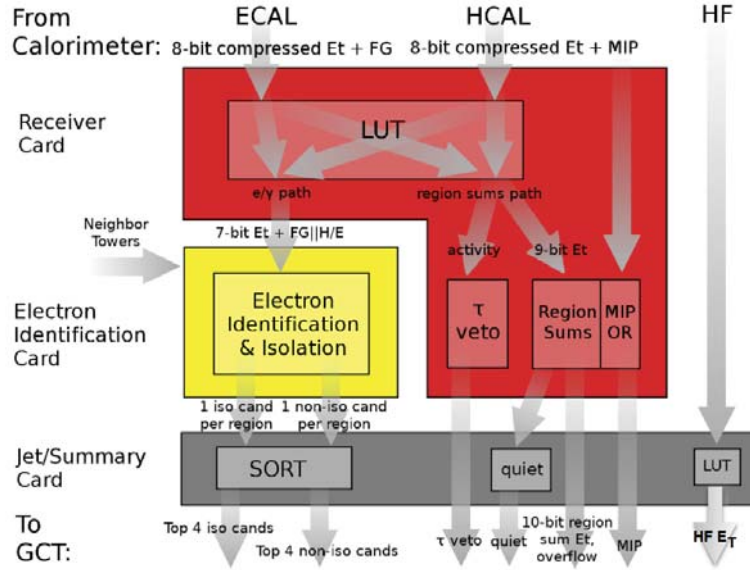 From
Calorimeter:
ECAL
HCAL
HF
8-bit compressed Et + FG
8-bit compressed Et + MIP
Receiver
Card
LUT
e/γ path
region sums path
Neighbor
Towers
7-bit Et + FG||H/E
activity
9-bit Et
Electron
Identification
Card
Electron
Identification
& Isolation
τ
veto
Region
Sums
MIP
OR
1 iso cand
per region
1 non-iso cand
per region
Jet/Summary
Card
SORT
quiet
LUT
To
GCT:
Top 4 iso cands
Top 4 non-iso cands
τ veto
quiet
10-bit region
sum Et,
overflow
MIP
HF ET